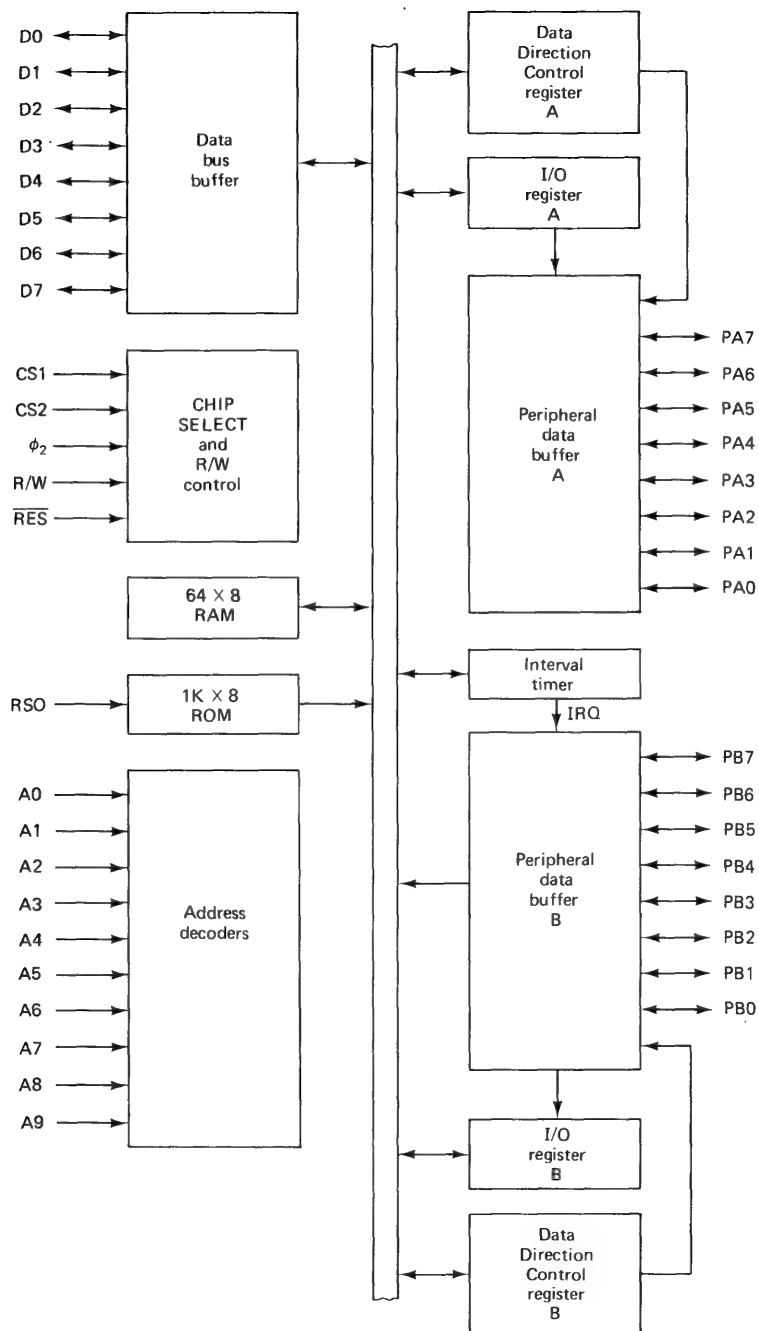 D0
D1
D2
D3
D4
D5
D6
D7
Data
bus
buffer
CS1
CS2
ϕ₂
R/W
R̅E̅S̅
CHIP
SELECT
and
R/W
control
64 × 8
RAM
RSO
1K × 8
ROM
A0
A1
A2
A3
A4
A5
A6
A7
A8
A9
Address
decoders
Data
Direction
Control
register
A
I/O
register
A
Peripheral
data
buffer
A
PA7
PA6
PA5
PA4
PA3
PA2
PA1
PA0
Interval
timer
IRQ
Peripheral
data
buffer
B
PB7
PB6
PB5
PB4
PB3
PB2
PB1
PB0
I/O
register
B
Data
Direction
Control
register
B